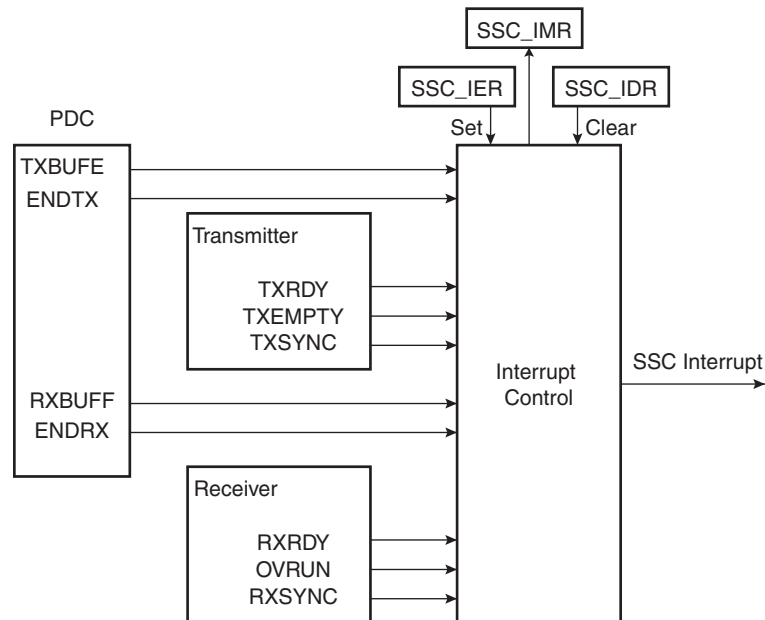 SSC_IMR
SSC_IER
SSC_IDR
Set
Clear
PDC
TXBUFE
ENDTX
Transmitter
TXRDY
TXEMPTY
TXSYNC
RXBUFF
ENDRX
Interrupt
Control
SSC Interrupt
Receiver
RXRDY
OVRUN
RXSYNC